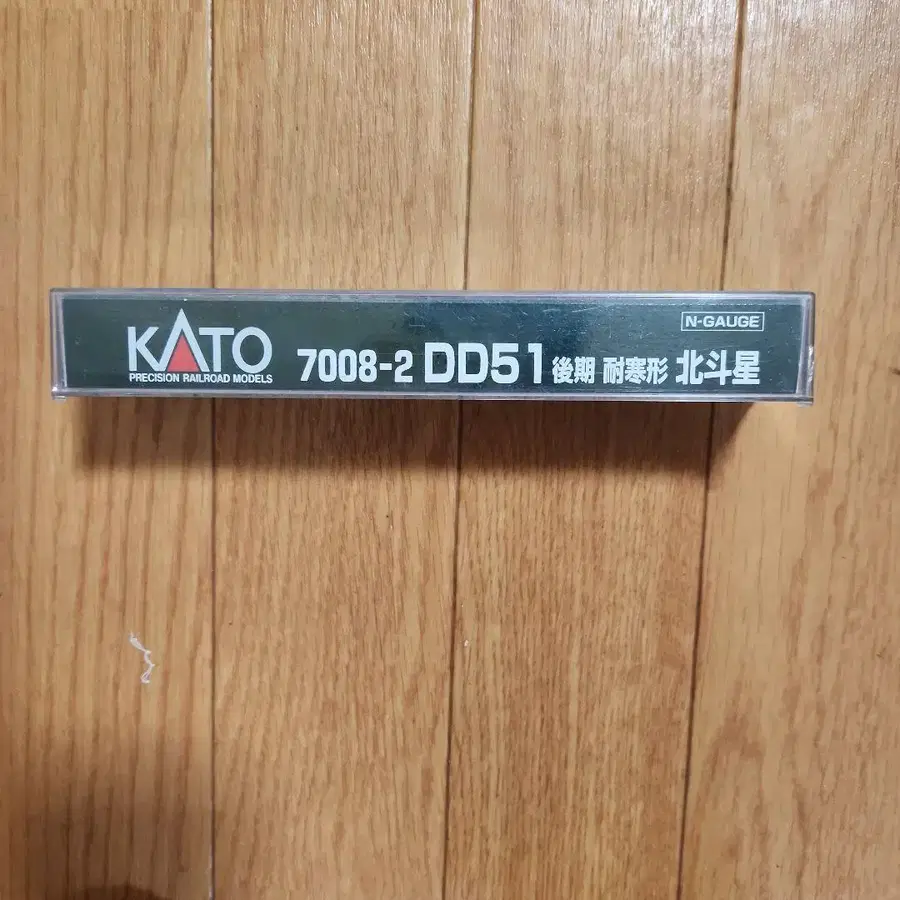 N-GAUGE
KATO
PRECISION RAILROAD MODELS
7008-2 DD51 後期 耐寒形 北斗星